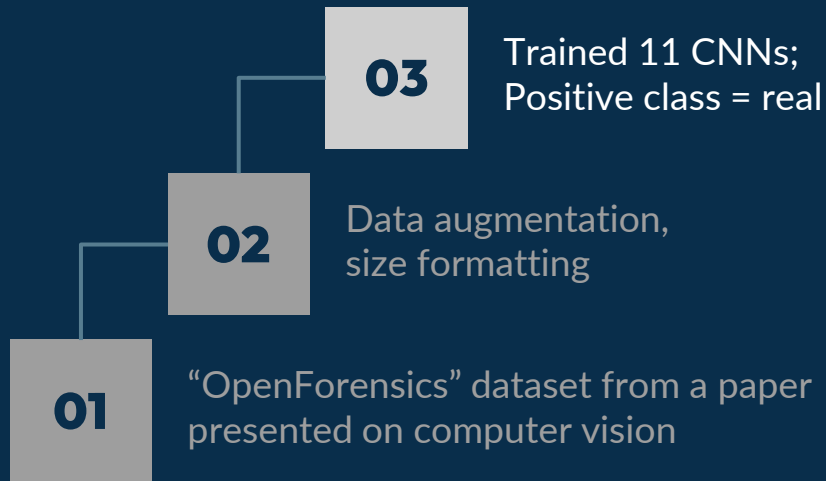 03
Trained 11 CNNs;
Positive class = real
02
Data augmentation,
size formatting
01
“OpenForensics” dataset from a paper
presented on computer vision